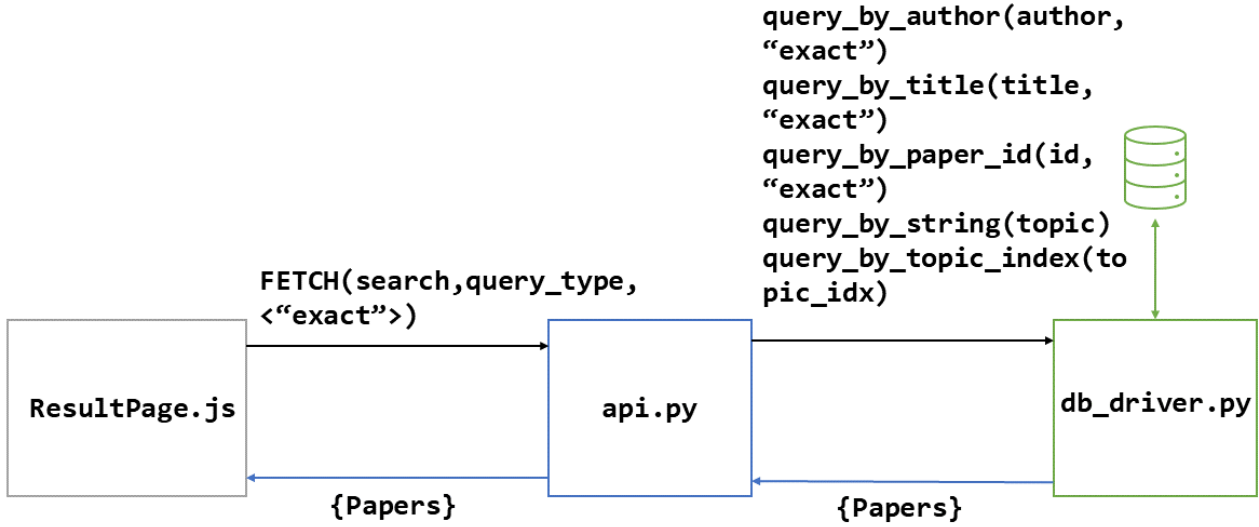 query_by_author(author,
“exact”)
query_by_title(title,
“exact”)
query_by_paper_id(id,
“exact”)
query_by_string(topic)
query_by_topic_index(to
pic_idx)
FETCH(search,query_type,
<“exact”>)
ResultPage.js
api.py
db_driver.py
{Papers}
{Papers}